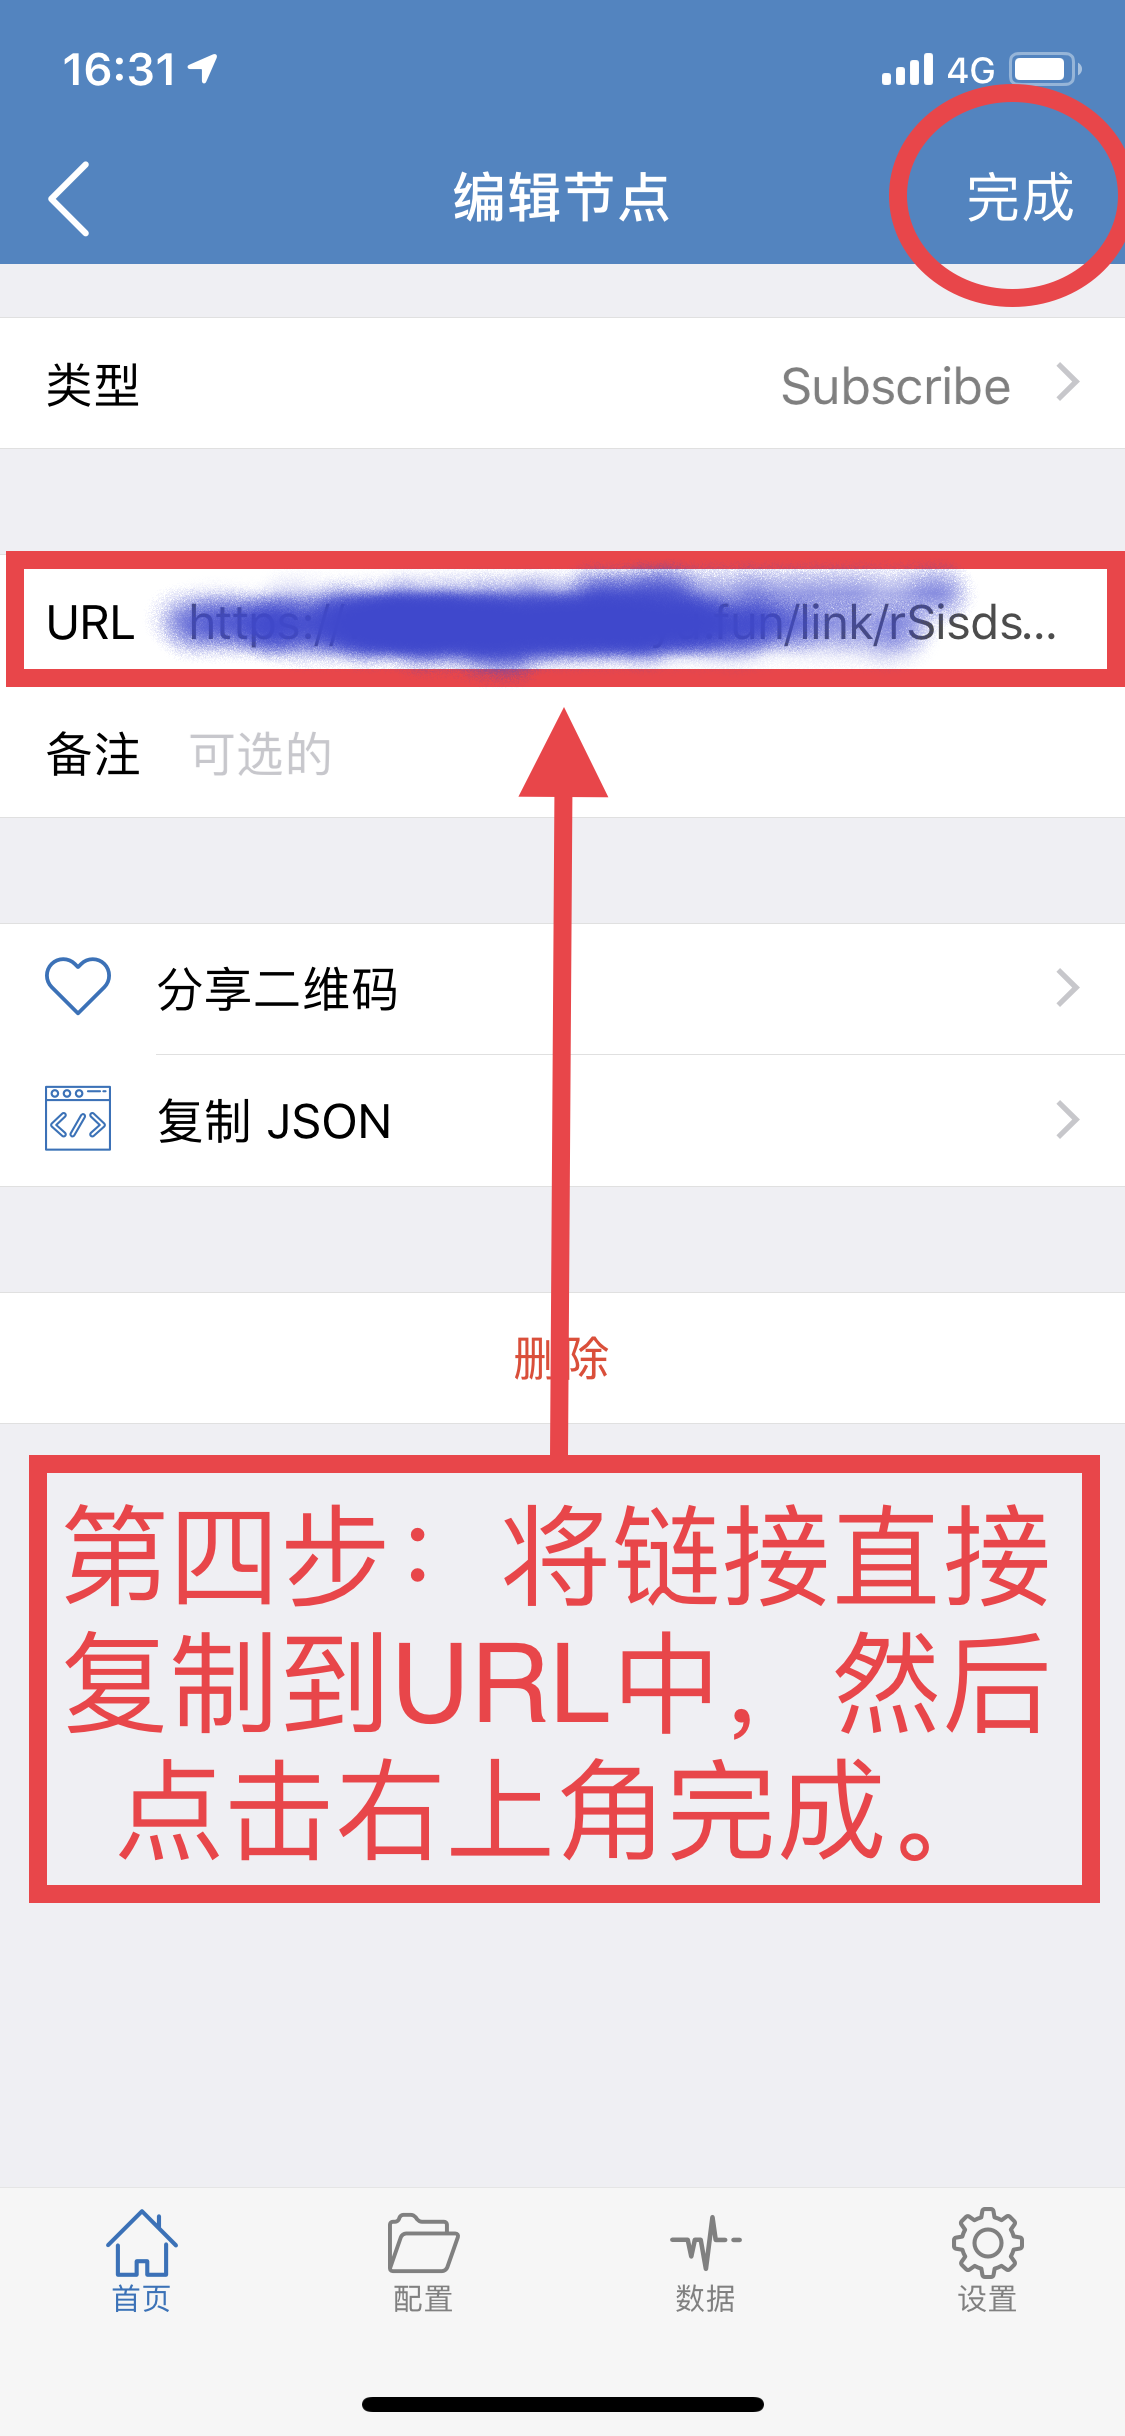 16:31
4G
编辑节点
完成
类型
Subscribe
URL
https:// fun/link/rSisds...
备注
可选的
分享二维码
复制 JSON
删除
第四步：将链接直接
复制到URL中，然后
点击右上角完成。
首页
配置
数据
设置